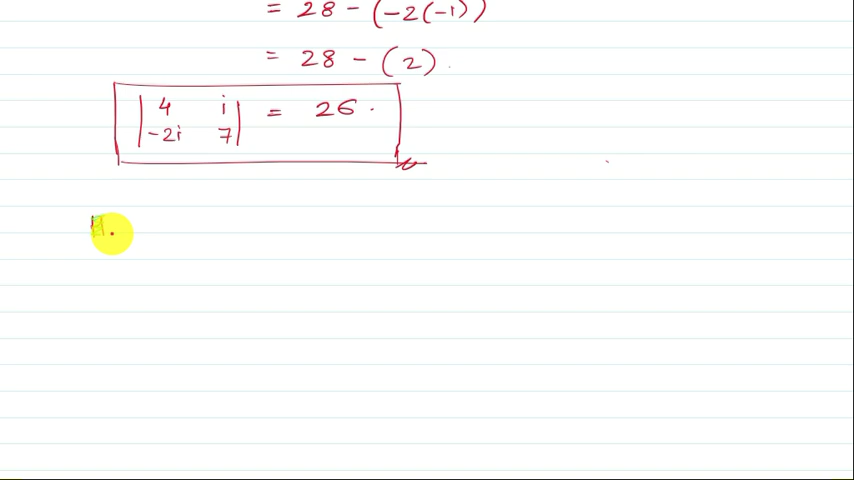 = 28 - (-2(-1))
= 28 - (2).
| 4 i | = 26.
| -2i 7 |